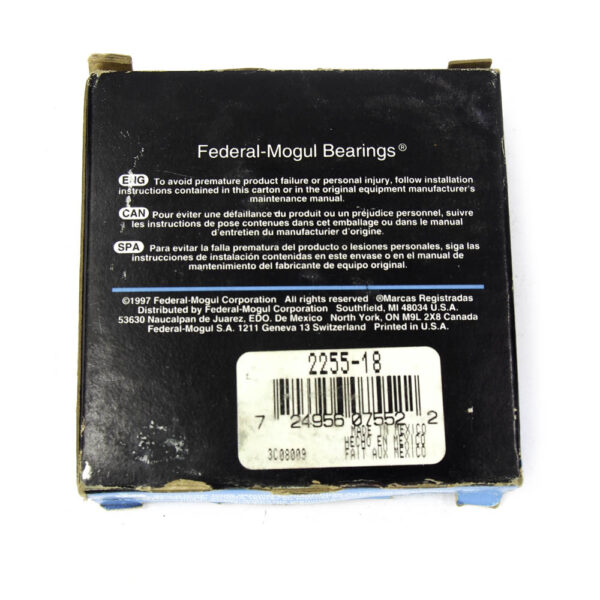 Federal-Mogul Bearings®
ENG To avoid premature product failure or personal injury, follow installation
instructions contained in this carton or in the original equipment manufacturer's
maintenance manual.
CAN Pour éviter une défaillance du produit ou un préjudice personnel, suivre
les instructions de pose contenues dans cet emballage ou dans le manuel
d'entretien du manufacturier d'origine.
SPA Para evitar la falla prematura del producto o lesiones personales, siga las
instrucciones de instalación contenidas en este envase o en el manual de
mantenimiento del fabricante de equipo original.
©1997 Federal-Mogul Corporation All rights reserved ®Marcas Registradas
Distributed by Federal-Mogul Corporation Southfield, MI 48034 U.S.A.
53630 Naucalpan de Juarez, EDO. De Mexico North York, ON M9L 2X8 Canada
Federal-Mogul S.A. 1211 Geneva 13 Switzerland Printed in U.S.A.
2255-18
7 24956 07552 2
MADE IN MEXICO
HECHO EN MEXICO
3C08009 FAIT AUX MEXICO